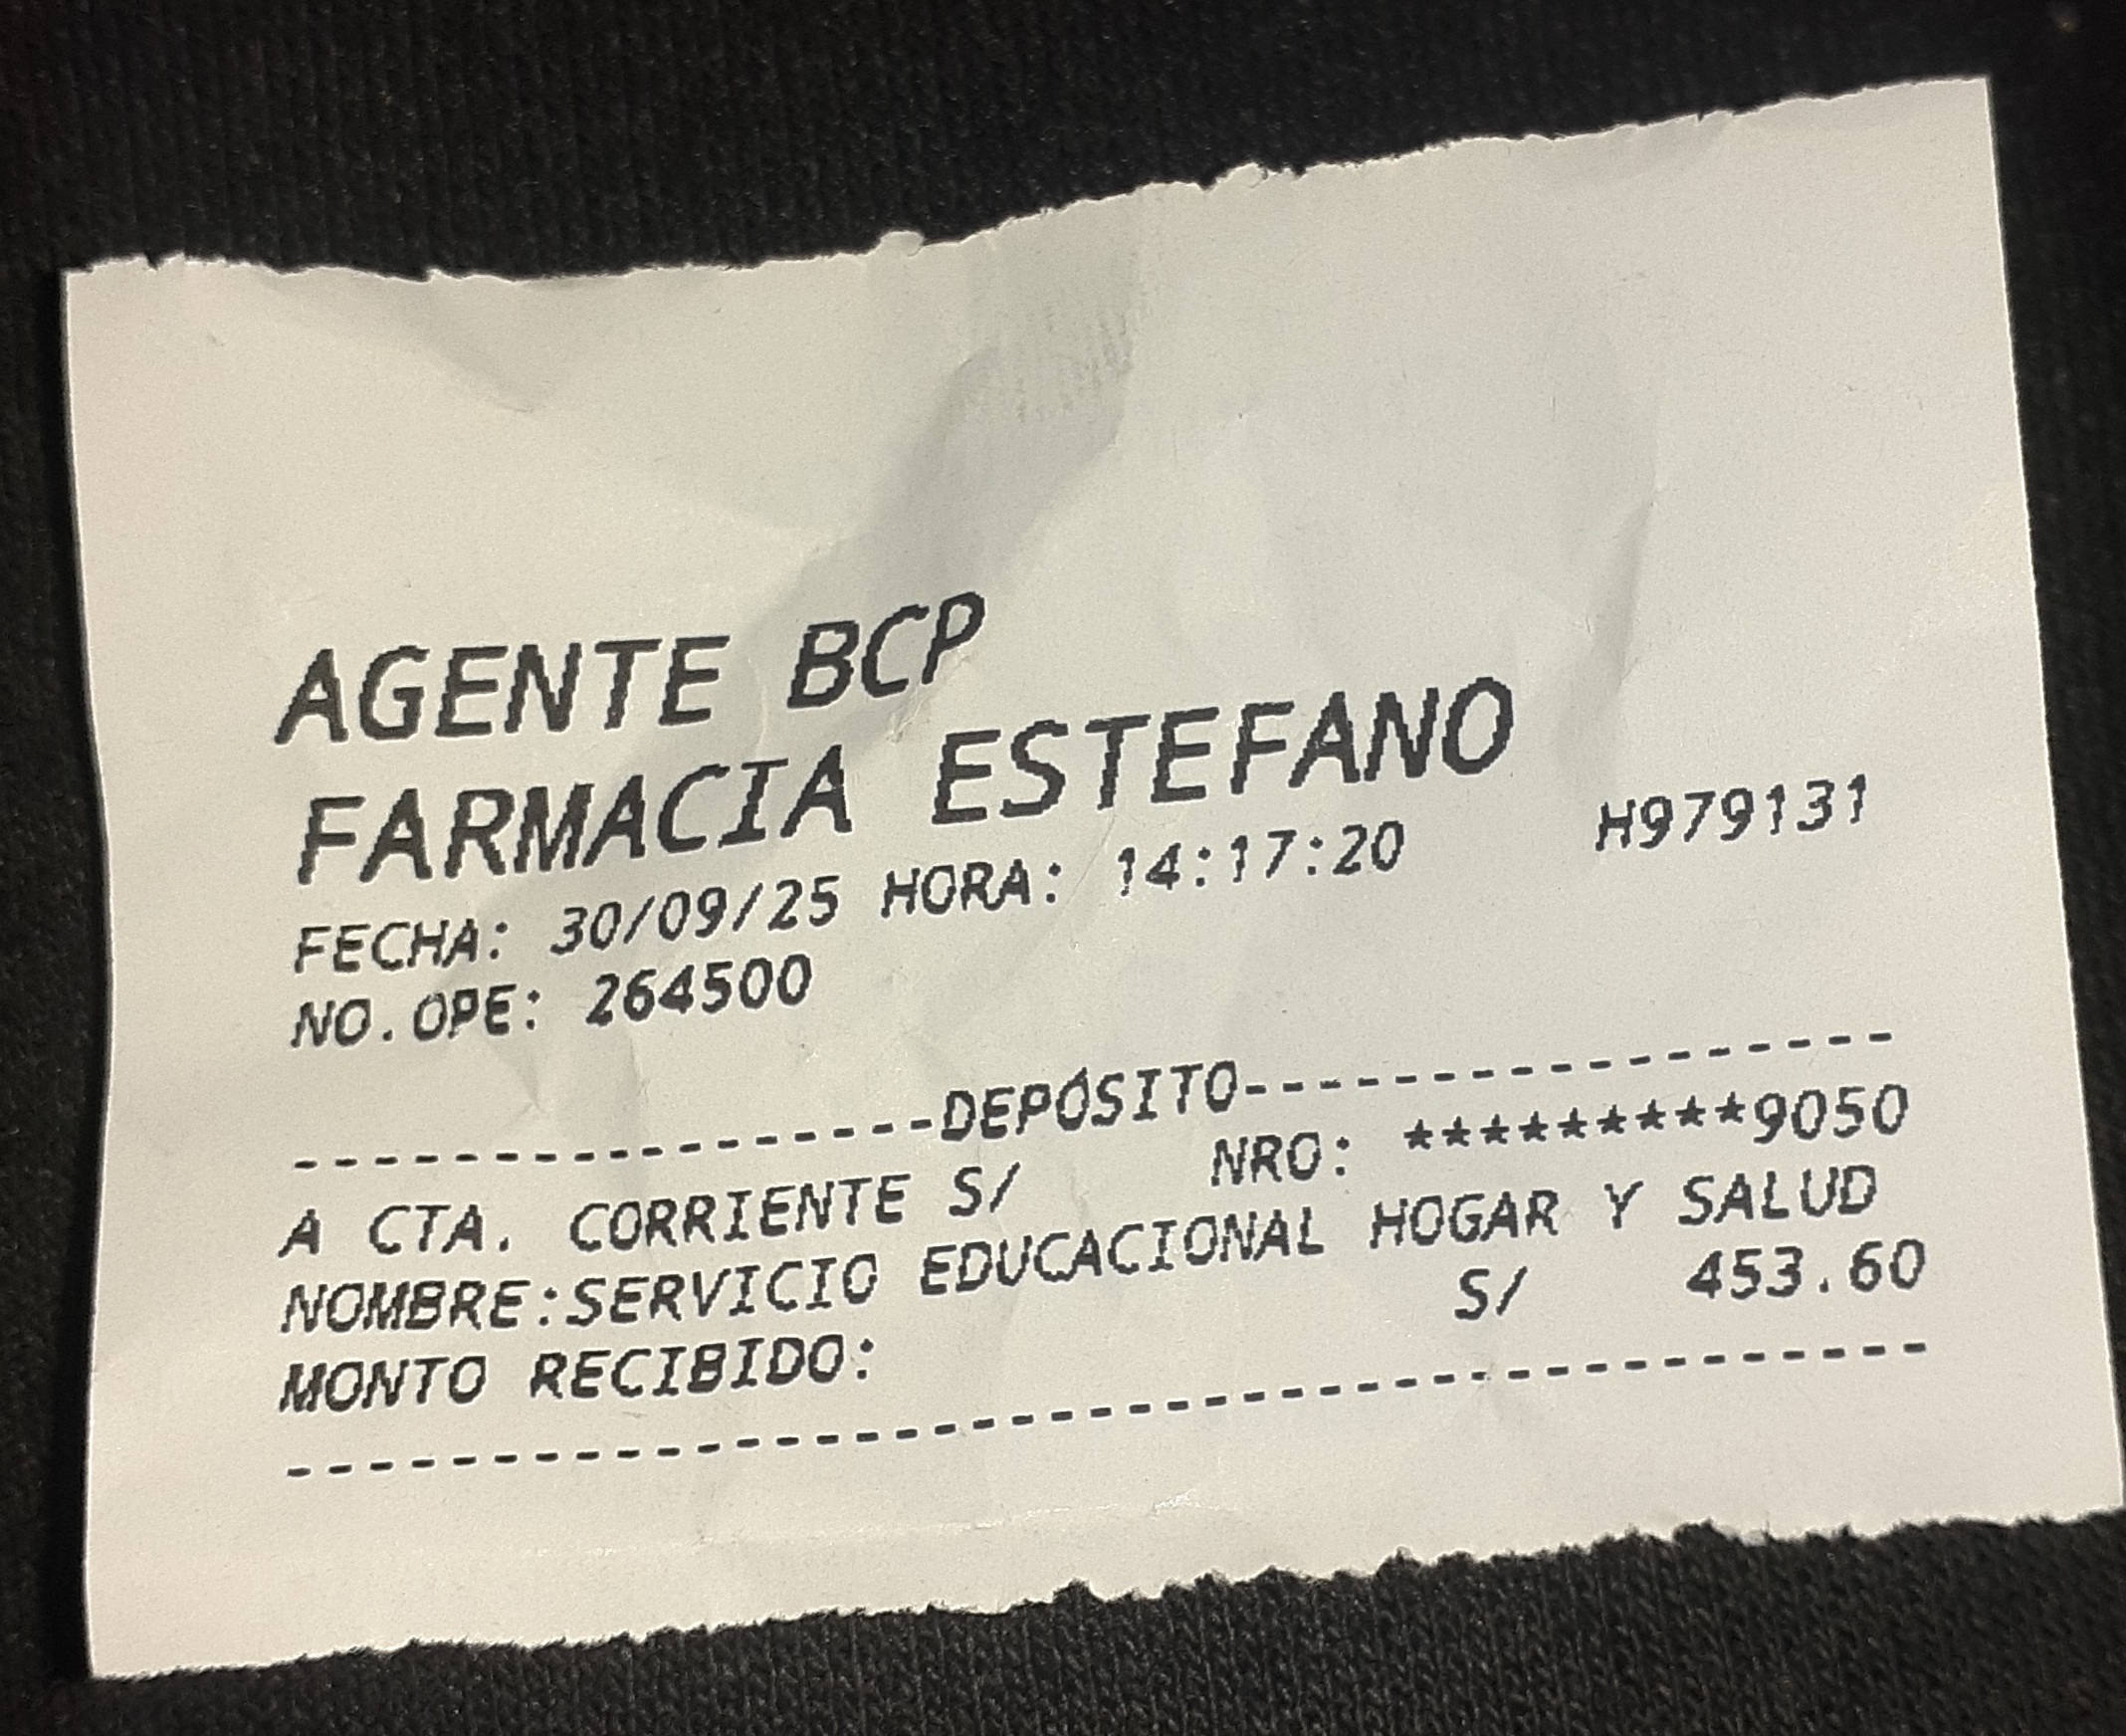 AGENTE BCP
FARMACIA ESTEFANO
FECHA: 30/09/25 HORA: 14:17:20 H979131
NO.OPE: 264500
-----------------DEPÓSITO-----------------
A CTA. CORRIENTE S/ NRO: *********9050
NOMBRE:SERVICIO EDUCACIONAL HOGAR Y SALUD
MONTO RECIBIDO: S/ 453.60
------------------------------------------